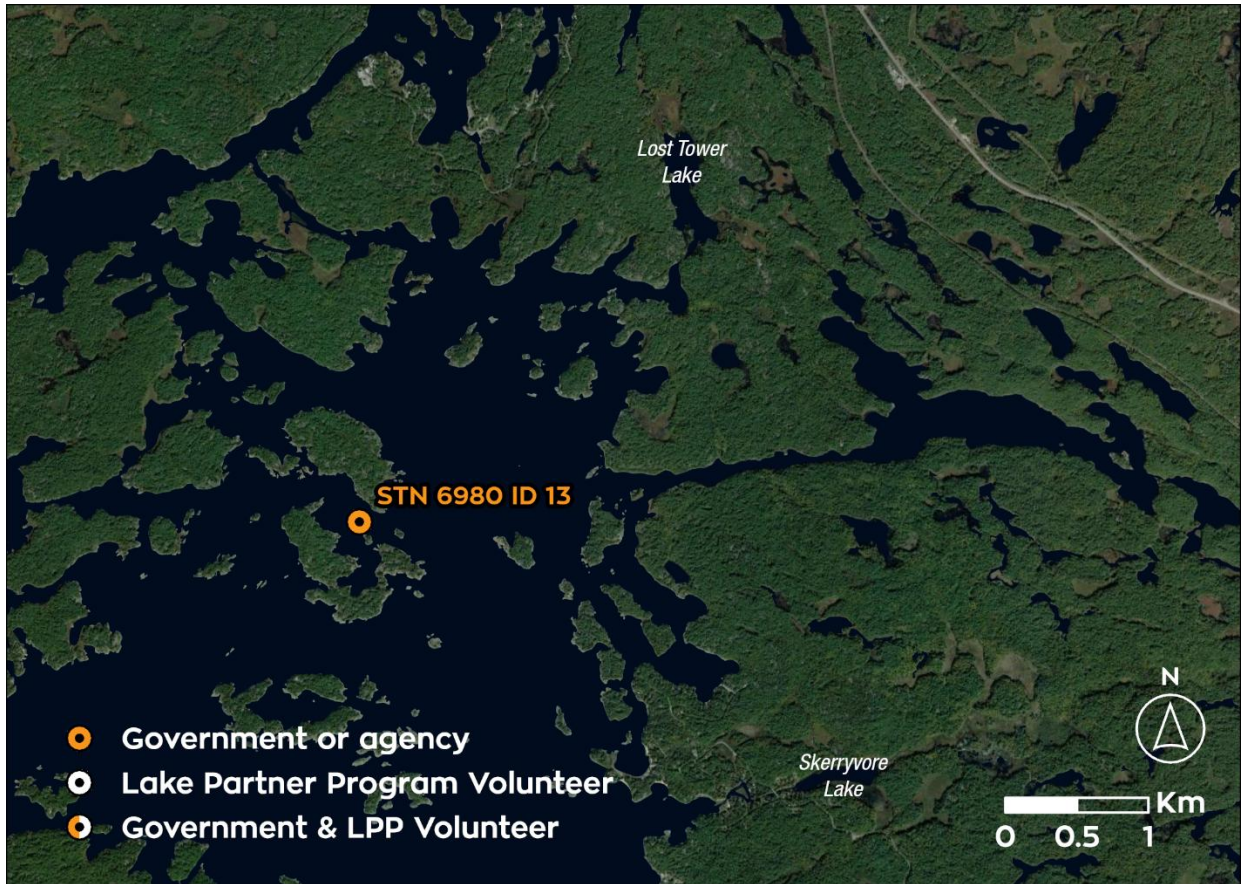 Lost Tower
Lake
STN 6980 ID 13
Government or agency
Lake Partner Program Volunteer
Government & LPP Volunteer
Skerryvore
Lake
N
Km
0 0.5 1